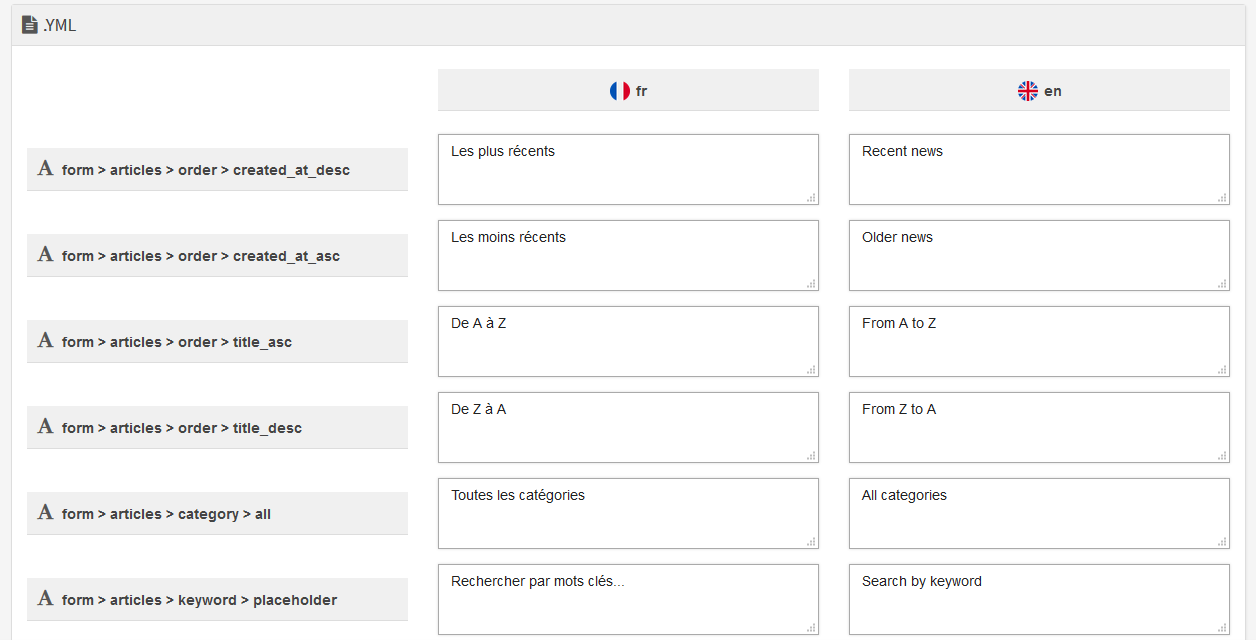 .YML
fr
en
form > articles > order > created_at_desc
Les plus récents
Recent news
form > articles > order > created_at_asc
Les moins récents
Older news
form > articles > order > title_asc
De A à Z
From A to Z
form > articles > order > title_desc
De Z à A
From Z to A
form > articles > category > all
Toutes les catégories
All categories
form > articles > keyword > placeholder
Rechercher par mots clés...
Search by keyword